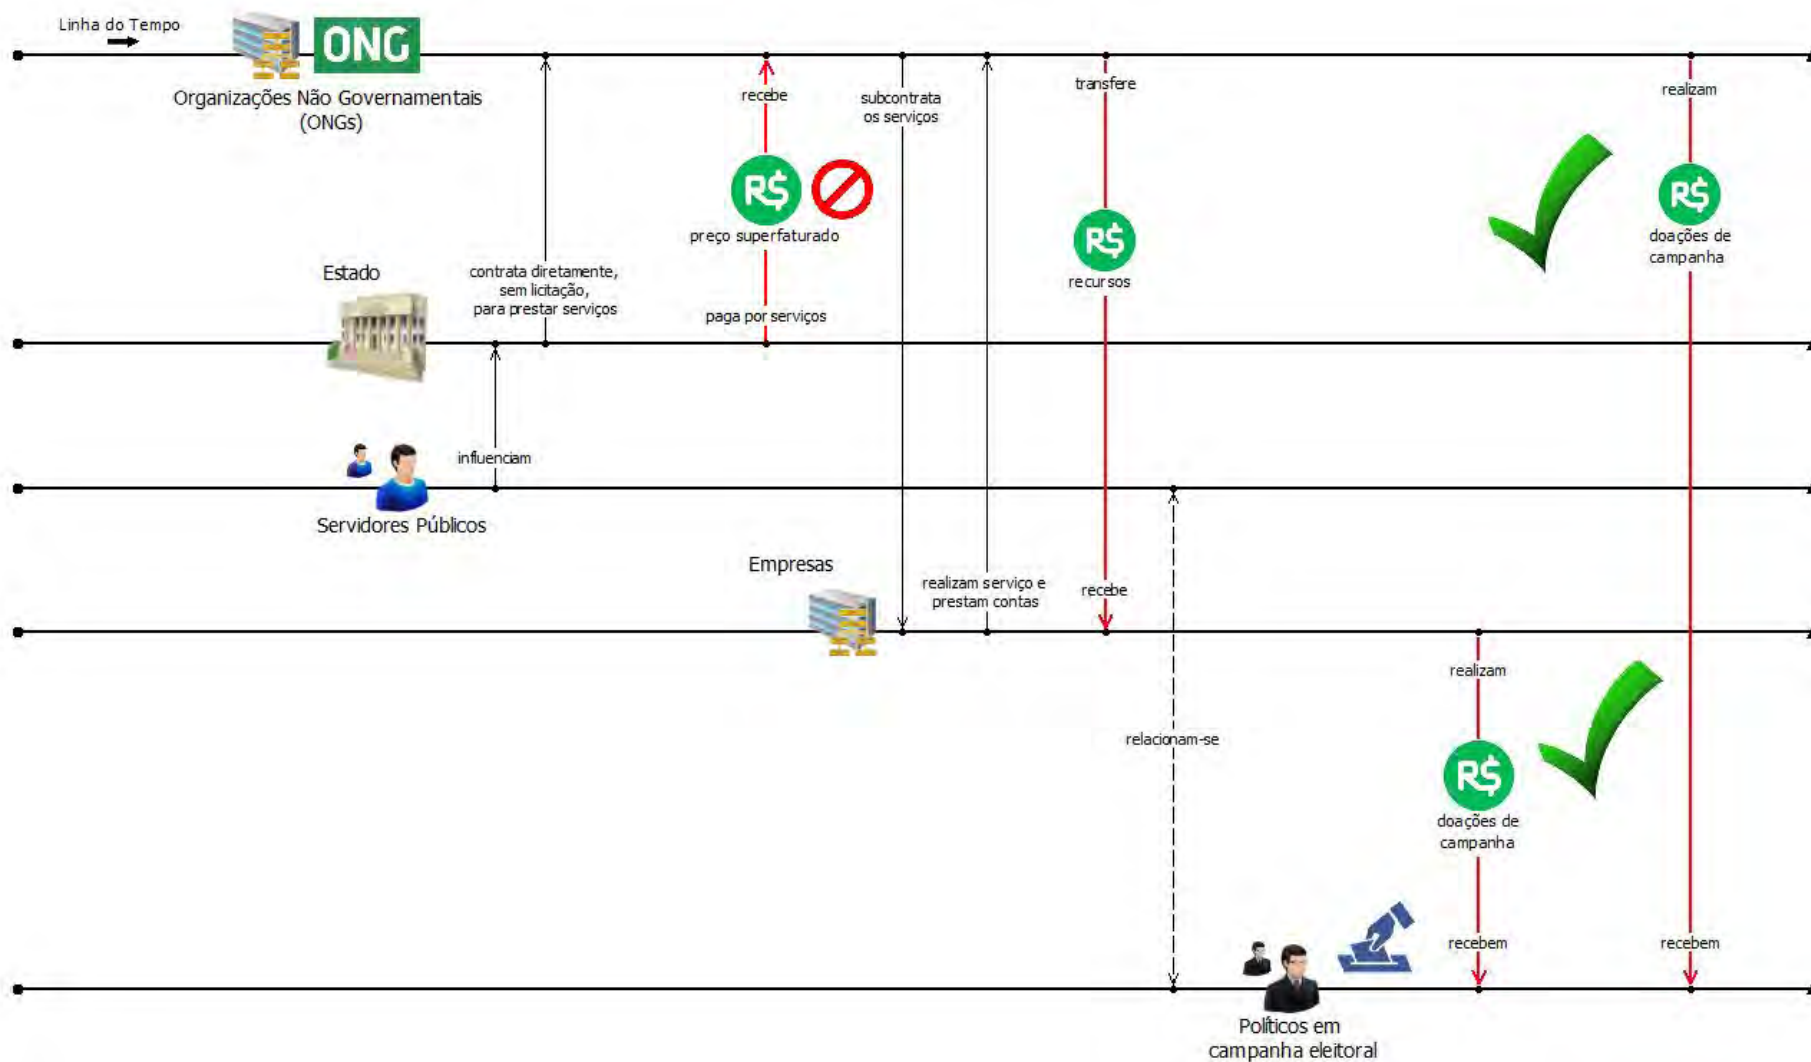 Linha do Tempo
ONG
Organizações Não Governamentais
(ONGs)
recebe
subcontrata
os serviços
transfere
realizam
R$
preço superfaturado
R$
recursos
R$
doações de
campanha
Estado
contrata diretamente,
sem licitação,
para prestar serviços
paga por serviços
influenciam
Servidores Públicos
Empresas
realizam serviço e
prestam contas
recebe
realizam
relacionam-se
R$
doações de
campanha
recebem
recebem
Políticos em
campanha eleitoral